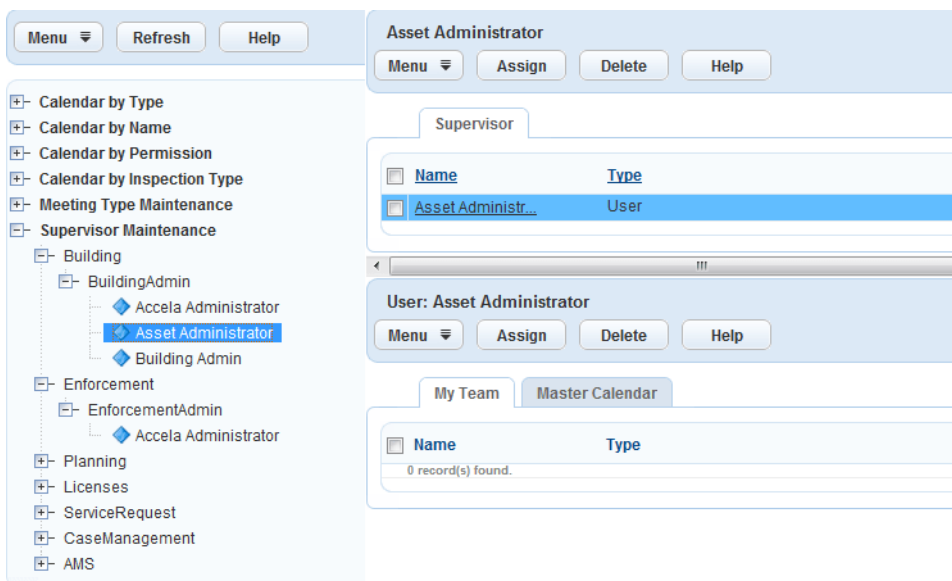 Menu Refresh Help
Calendar by Type
Calendar by Name
Calendar by Permission
Calendar by Inspection Type
Meeting Type Maintenance
Supervisor Maintenance
Building
BuildingAdmin
Accela Administrator
Asset Administrator
Building Admin
Enforcement
EnforcementAdmin
Accela Administrator
Planning
Licenses
ServiceRequest
CaseManagement
AMS
Asset Administrator
Menu Assign Delete Help
Supervisor
Name Type
Asset Administr... User
User: Asset Administrator
Menu Assign Delete Help
My Team Master Calendar
Name Type
0 record(s) found.